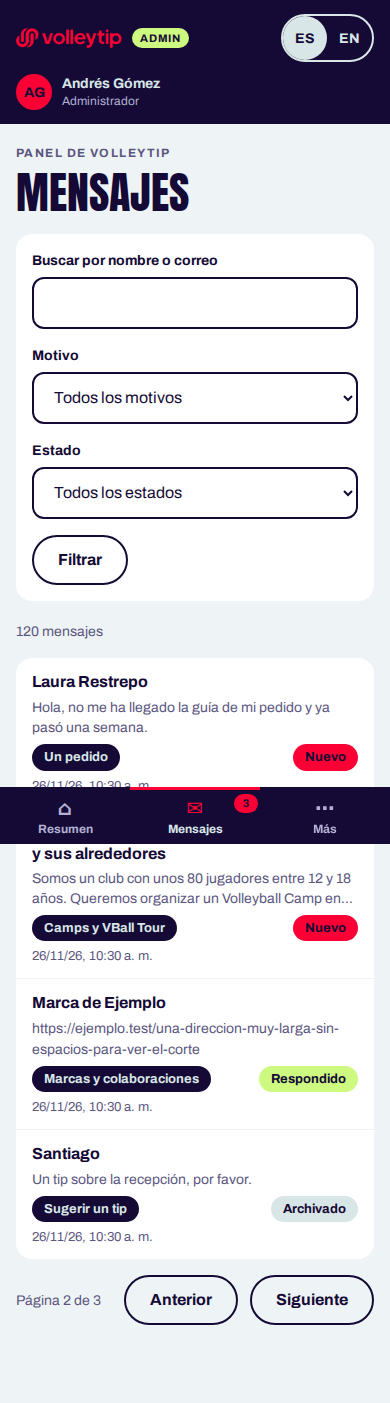 volleytip ADMIN ES EN
AG Andrés Gómez
Administrador
PANEL DE VOLLEYTIP
MENSAJES
Buscar por nombre o correo
Motivo
Todos los motivos
Estado
Todos los estados
Filtrar
120 mensajes
Laura Restrepo
Hola, no me ha llegado la guía de mi pedido y ya
pasó una semana.
Un pedido Nuevo
26/11/26, 10:30 a. m.
3
Resumen Mensajes Más
y sus alrededores
Somos un club con unos 80 jugadores entre 12 y 18
años. Queremos organizar un Volleyball Camp en...
Camps y VBall Tour Nuevo
26/11/26, 10:30 a. m.
Marca de Ejemplo
https://ejemplo.test/una-direccion-muy-larga-sin-
espacios-para-ver-el-corte
Marcas y colaboraciones Respondido
26/11/26, 10:30 a. m.
Santiago
Un tip sobre la recepción, por favor.
Sugerir un tip Archivado
26/11/26, 10:30 a. m.
Página 2 de 3 Anterior Siguiente